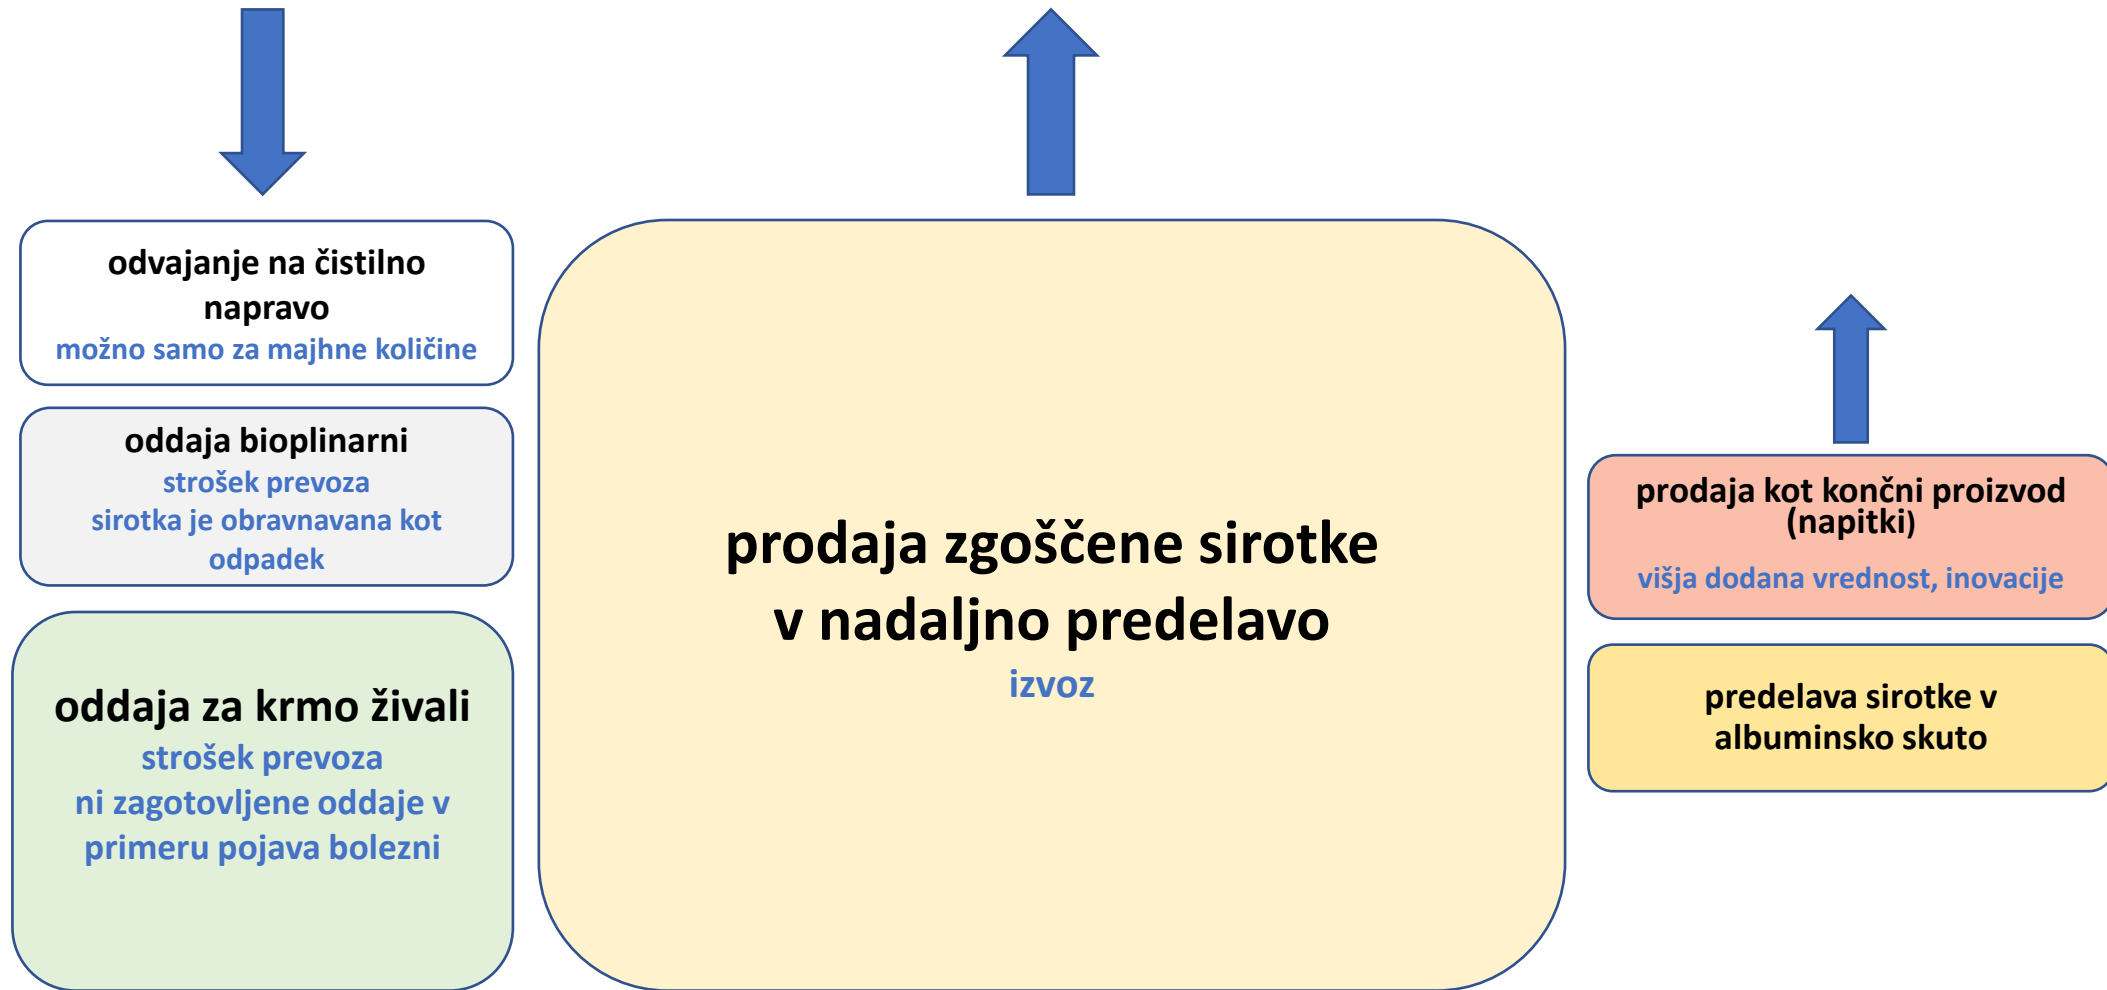 odvajanje na čistilno
napravo
možno samo za majhne količine
oddaja bioplinarni
strošek prevoza
sirotka je obravnavana kot
odpadek
oddaja za krmo živali
strošek prevoza
ni zagotovljene oddaje v
primeru pojava bolezni
prodaja zgoščene sirotke
v nadaljno predelavo
izvoz
prodaja kot končni proizvod
(napitki)
višja dodana vrednost, inovacije
predelava sirotke v
albuminsko skuto